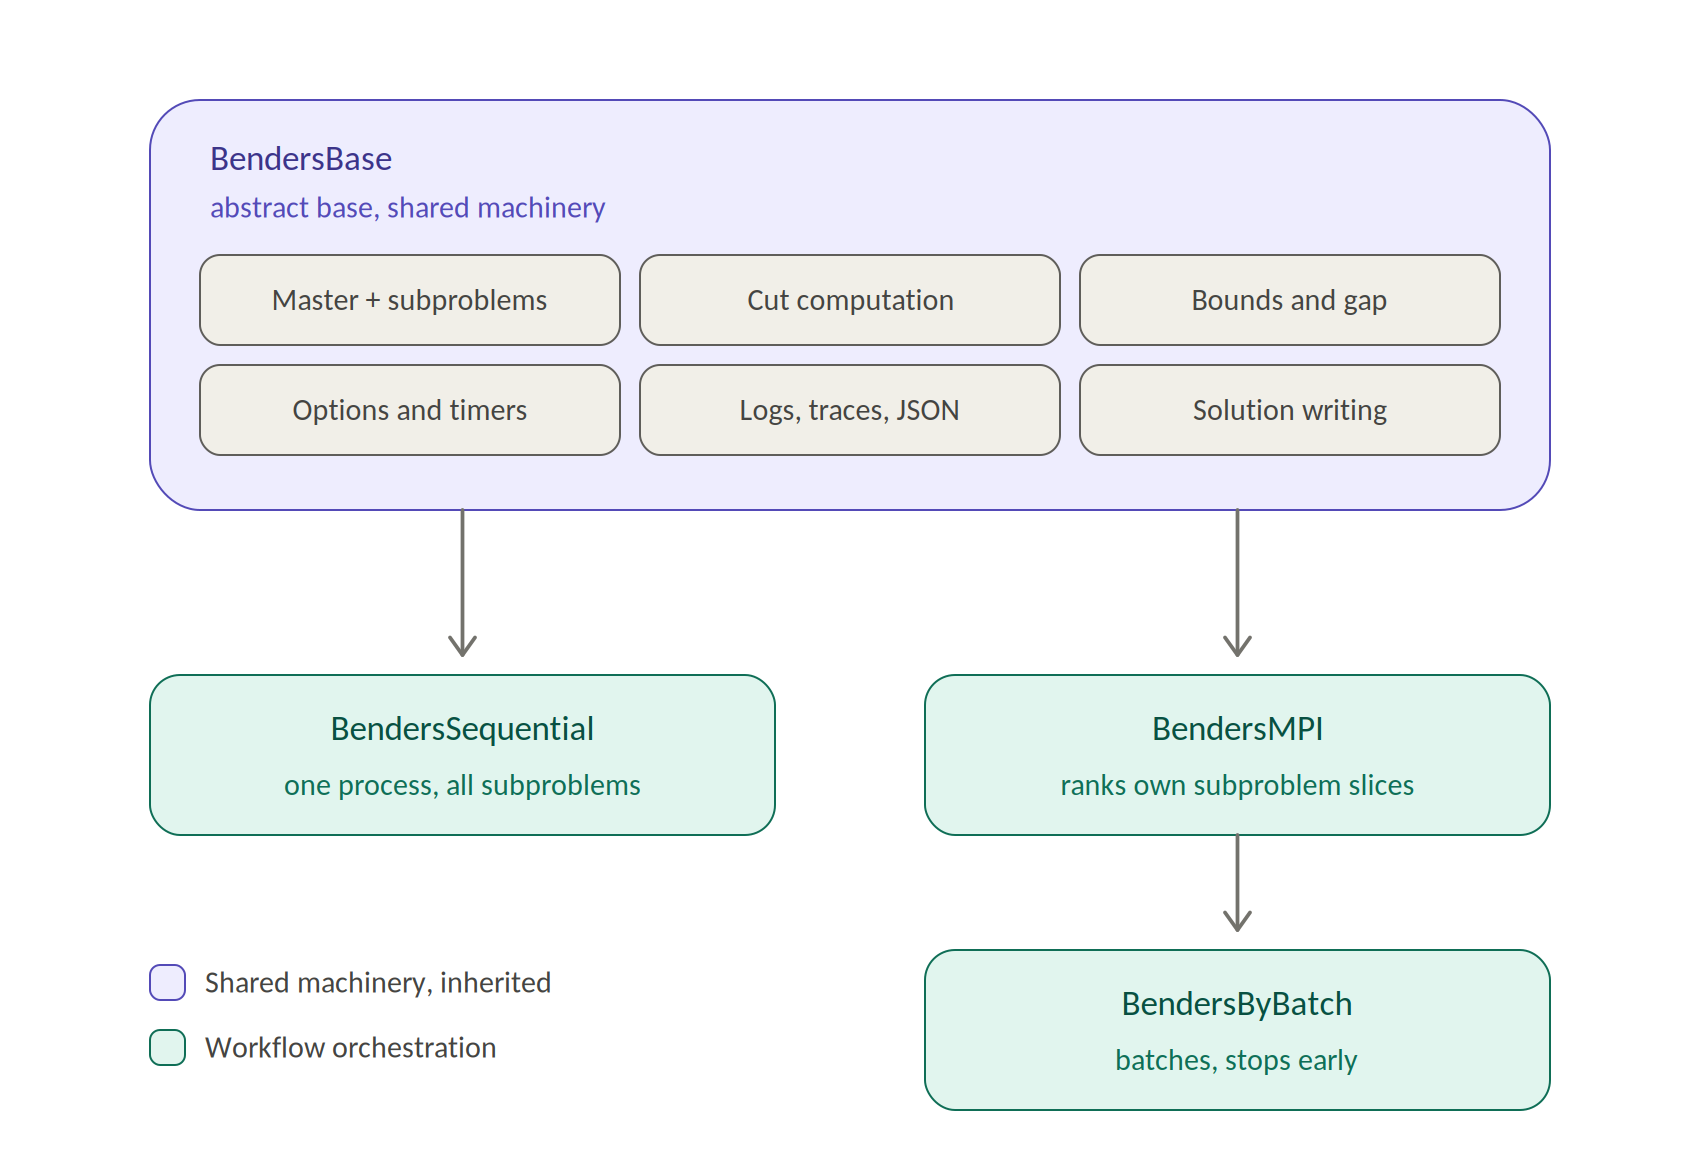 BendersBase
abstract base, shared machinery
Master + subproblems
Cut computation
Bounds and gap
Options and timers
Logs, traces, JSON
Solution writing
BendersSequential
one process, all subproblems
BendersMPI
ranks own subproblem slices
Shared machinery, inherited
Workflow orchestration
BendersByBatch
batches, stops early